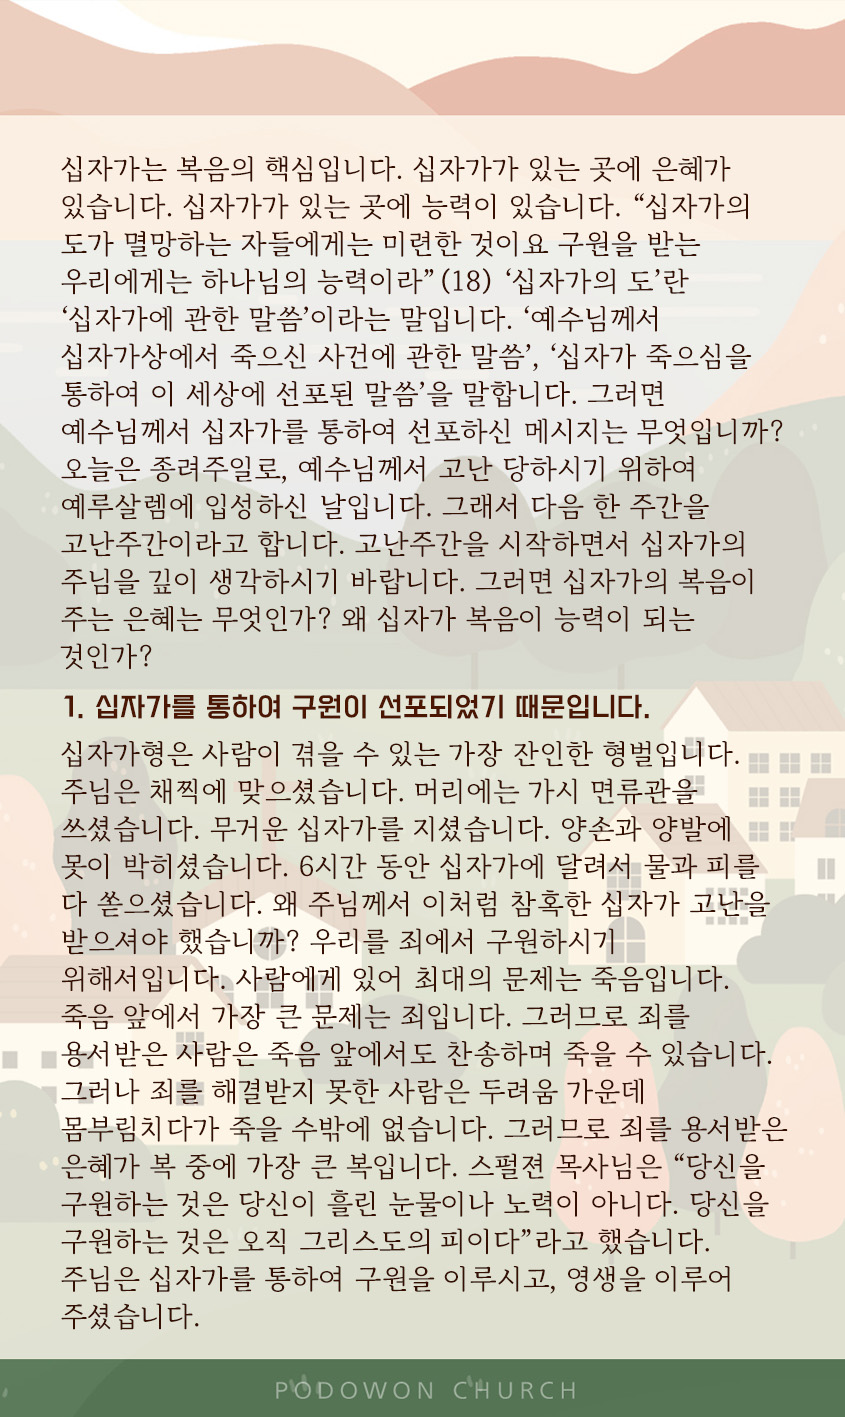 십자가는 복음의 핵심입니다. 십자가가 있는 곳에 은혜가
있습니다. 십자가가 있는 곳에 능력이 있습니다. “십자가의
도가 멸망하는 자들에게는 미련한 것이요 구원을 받는
우리에게는 하나님의 능력이라”(18) ‘십자가의 도’란
‘십자가에 관한 말씀’이라는 말입니다. ‘예수님께서
십자가상에서 죽으신 사건에 관한 말씀’, ‘십자가 죽으심을
통하여 이 세상에 선포된 말씀’을 말합니다. 그러면
예수님께서 십자가를 통하여 선포하신 메시지는 무엇입니까?
오늘은 종려주일로, 예수님께서 고난 당하시기 위하여
예루살렘에 입성하신 날입니다. 그래서 다음 한 주간을
고난주간이라고 합니다. 고난주간을 시작하면서 십자가의
주님을 깊이 생각하시기 바랍니다. 그러면 십자가의 복음이
주는 은혜는 무엇인가? 왜 십자가 복음이 능력이 되는
것인가?
1. 십자가를 통하여 구원이 선포되었기 때문입니다.
십자가형은 사람이 겪을 수 있는 가장 잔인한 형벌입니다.
주님은 채찍에 맞으셨습니다. 머리에는 가시 면류관을
쓰셨습니다. 무거운 십자가를 지셨습니다. 양손과 양발에
못이 박히셨습니다. 6시간 동안 십자가에 달려서 물과 피를
다 쏟으셨습니다. 왜 주님께서 이처럼 참혹한 십자가 고난을
받으셔야 했습니까? 우리를 죄에서 구원하시기
위해서입니다. 사람에게 있어 최대의 문제는 죽음입니다.
죽음 앞에서 가장 큰 문제는 죄입니다. 그러므로 죄를
용서받은 사람은 죽음 앞에서도 찬송하며 죽을 수 있습니다.
그러나 죄를 해결받지 못한 사람은 두려움 가운데
몸부림치다가 죽을 수밖에 없습니다. 그러므로 죄를 용서받은
은혜가 복 중에 가장 큰 복입니다. 스펄젼 목사님은 “당신을
구원하는 것은 당신이 흘린 눈물이나 노력이 아니다. 당신을
구원하는 것은 오직 그리스도의 피이다”라고 했습니다.
주님은 십자가를 통하여 구원을 이루시고, 영생을 이루어
주셨습니다.
PODOWON CHURCH